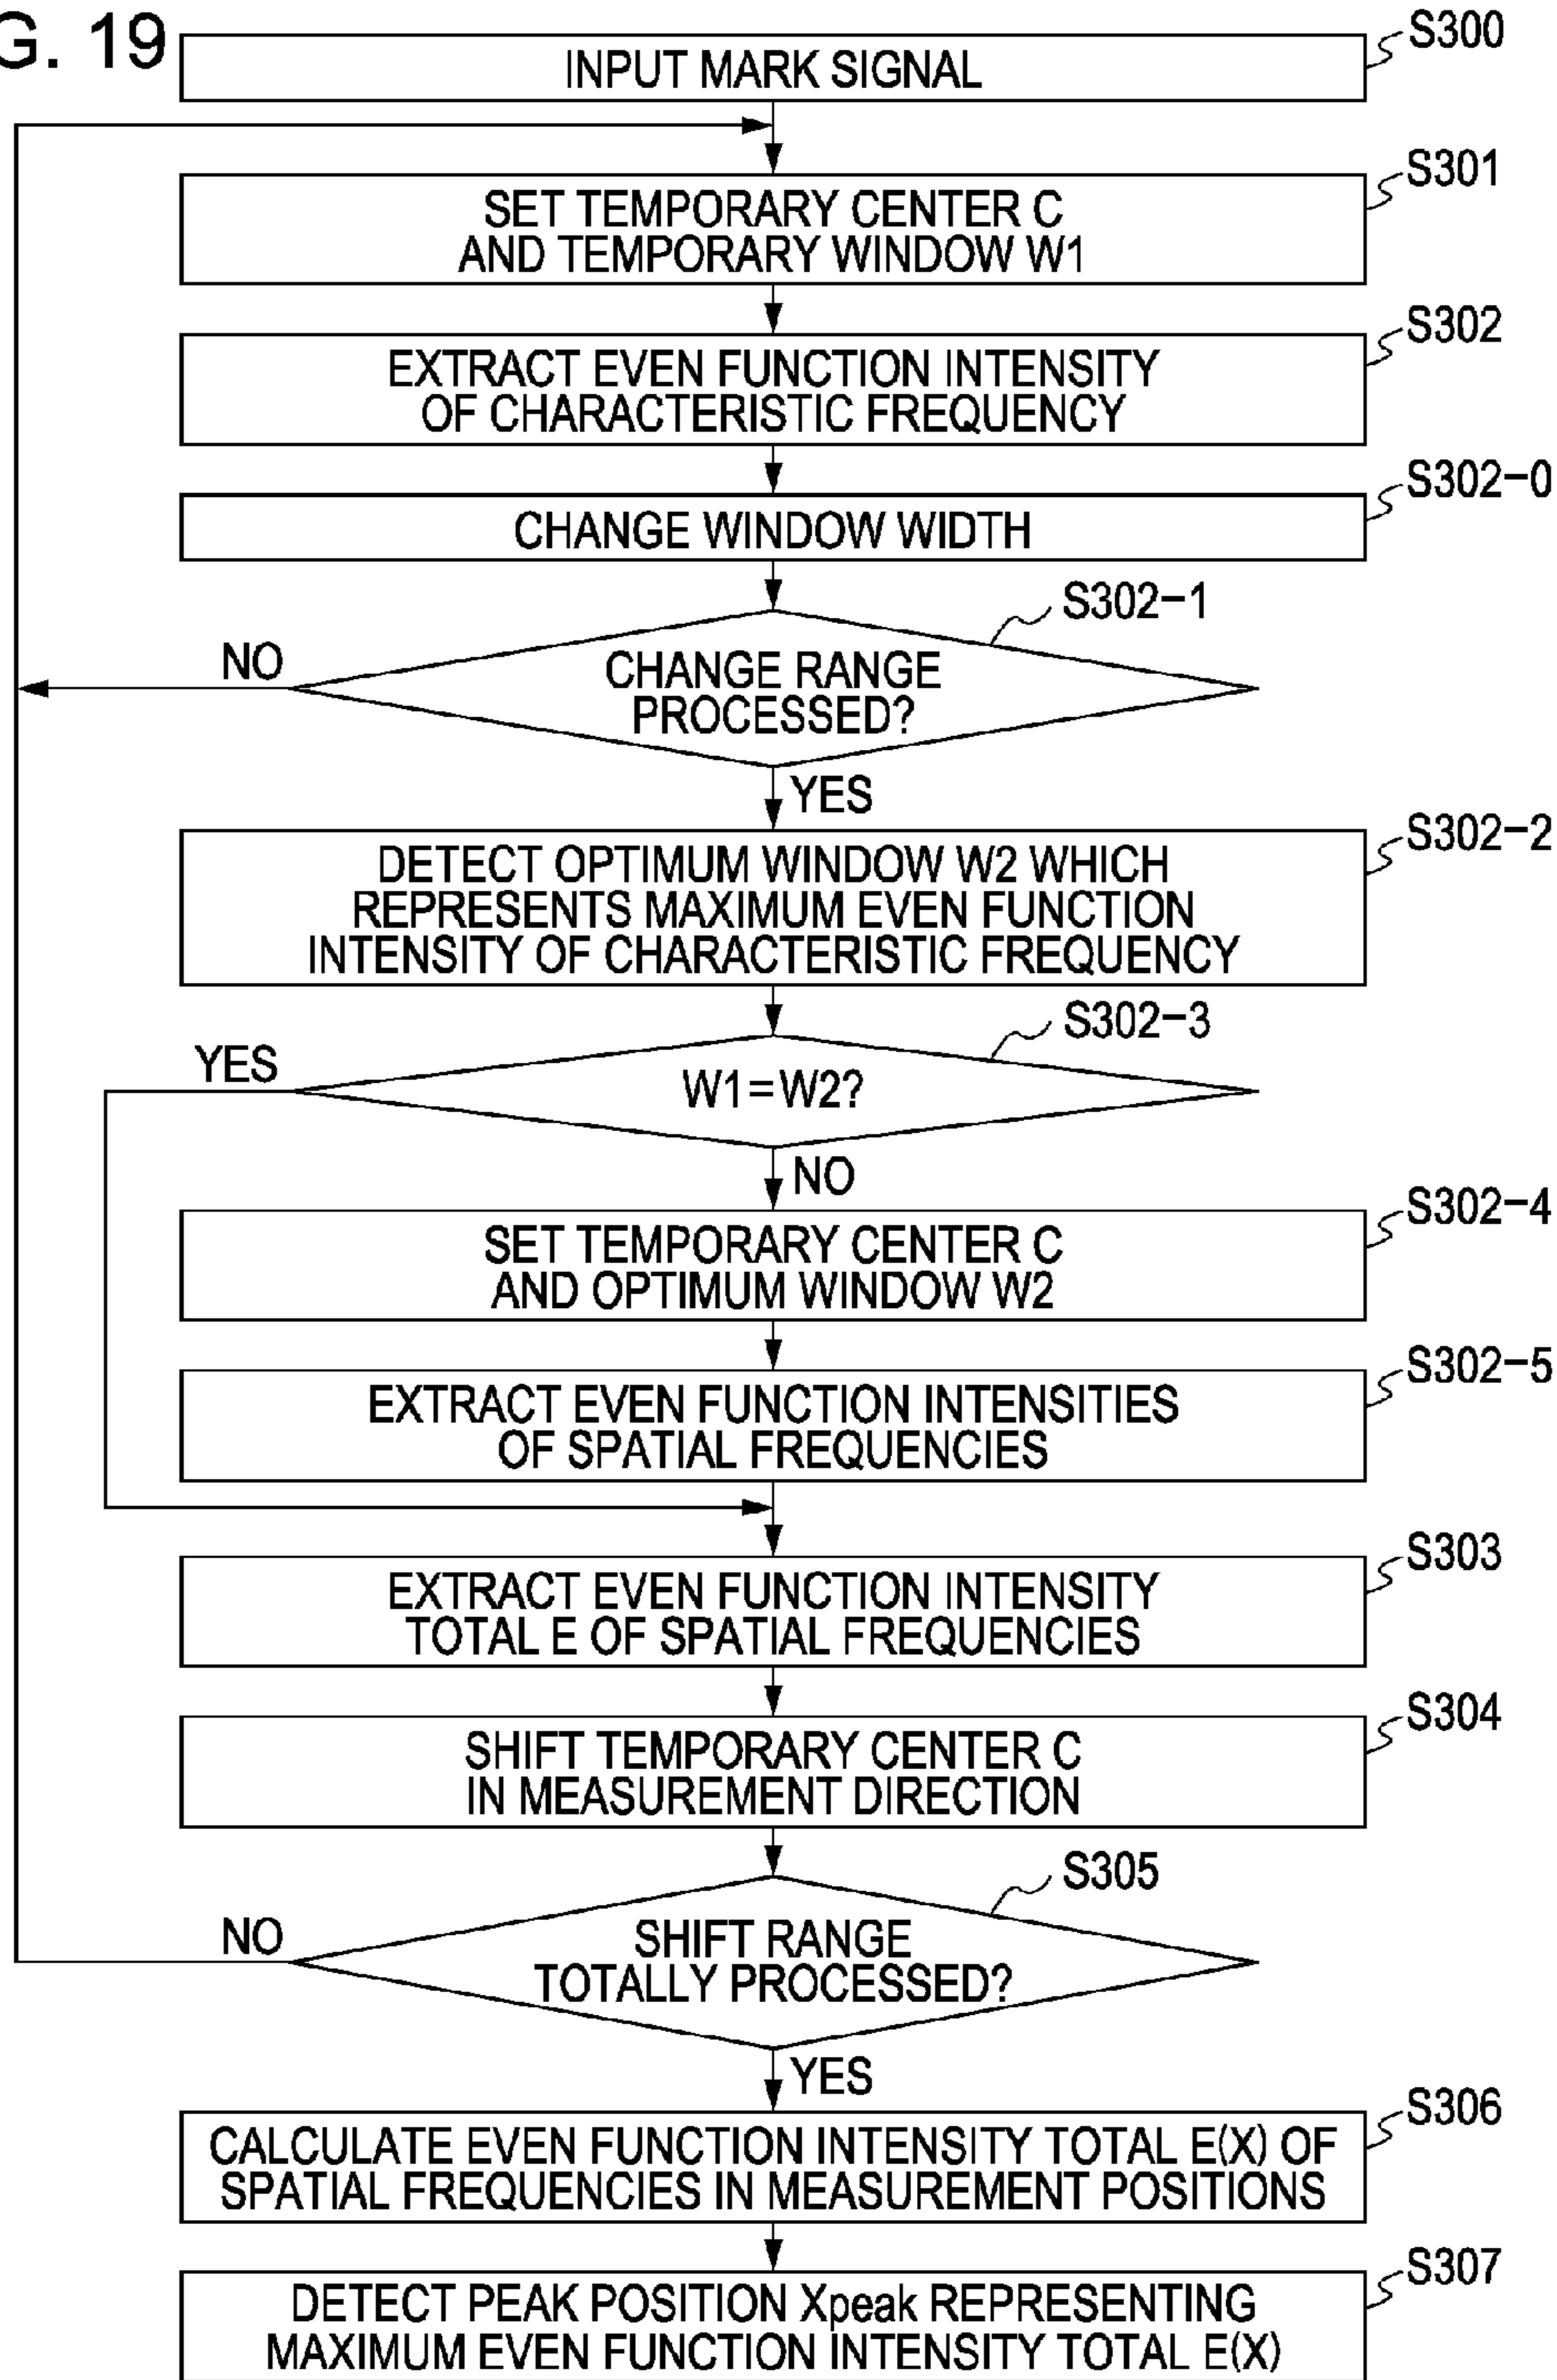 G. 19
S300
INPUT MARK SIGNAL
S301
SET TEMPORARY CENTER C
AND TEMPORARY WINDOW W1
S302
EXTRACT EVEN FUNCTION INTENSITY
OF CHARACTERISTIC FREQUENCY
S302-0
CHANGE WINDOW WIDTH
S302-1
NO
CHANGE RANGE
PROCESSED?
YES
S302-2
DETECT OPTIMUM WINDOW W2 WHICH
REPRESENTS MAXIMUM EVEN FUNCTION
INTENSITY OF CHARACTERISTIC FREQUENCY
S302-3
YES
W1=W2?
NO
S302-4
SET TEMPORARY CENTER C
AND OPTIMUM WINDOW W2
S302-5
EXTRACT EVEN FUNCTION INTENSITIES
OF SPATIAL FREQUENCIES
S303
EXTRACT EVEN FUNCTION INTENSITY
TOTAL E OF SPATIAL FREQUENCIES
S304
SHIFT TEMPORARY CENTER C
IN MEASUREMENT DIRECTION
S305
NO
SHIFT RANGE
TOTALLY PROCESSED?
YES
S306
CALCULATE EVEN FUNCTION INTENSITY TOTAL E(X) OF
SPATIAL FREQUENCIES IN MEASUREMENT POSITIONS
S307
DETECT PEAK POSITION Xpeak REPRESENTING
MAXIMUM EVEN FUNCTION INTENSITY TOTAL E(X)